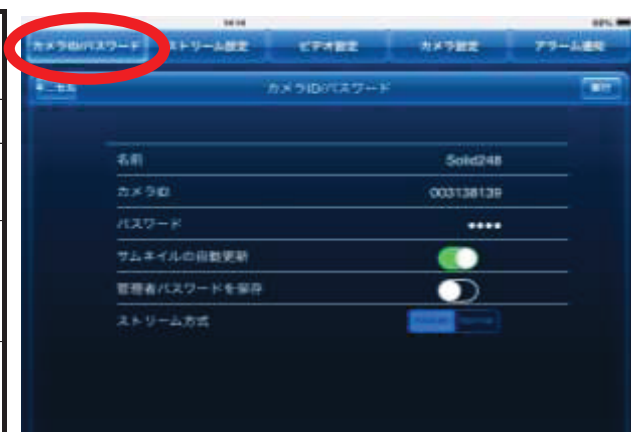 カメラID/パスワード ストリーム設定 ビデオ設定 カメラ設定 アラーム通知
カメラID/パスワード
名前 Solid248
カメラID 003138139
パスワード ●●●●
サムネイルの自動更新
管理者パスワードを保存
ストリーム方式